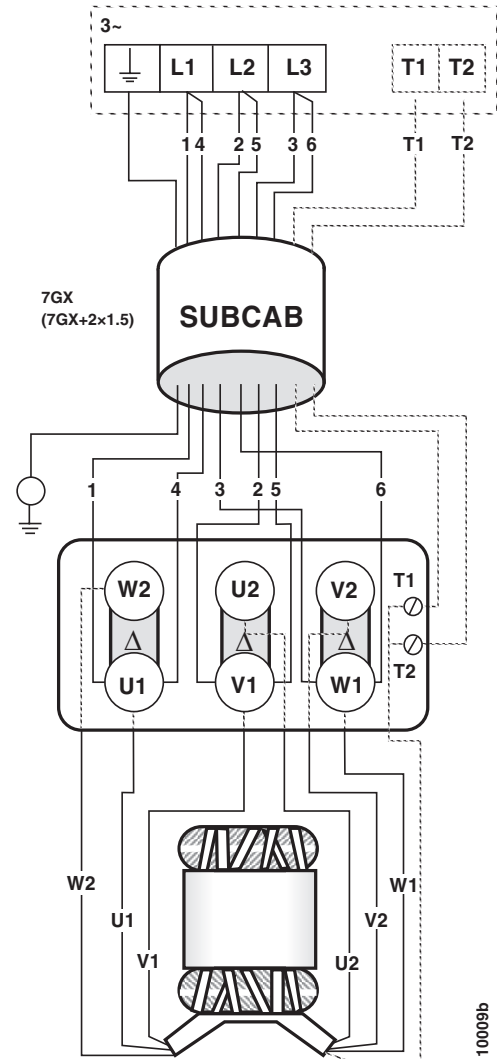 3~
L1 L2 L3 T1 T2
1 4 2 5 3 6 T1 T2
7GX
(7GX+2×1.5)
SUBCAB
1 4 3 2 5 6
W2 U2 V2 T1
Δ Δ Δ
U1 V1 W1 T2
W2 U1 V1 U2 V2 W1
10009b